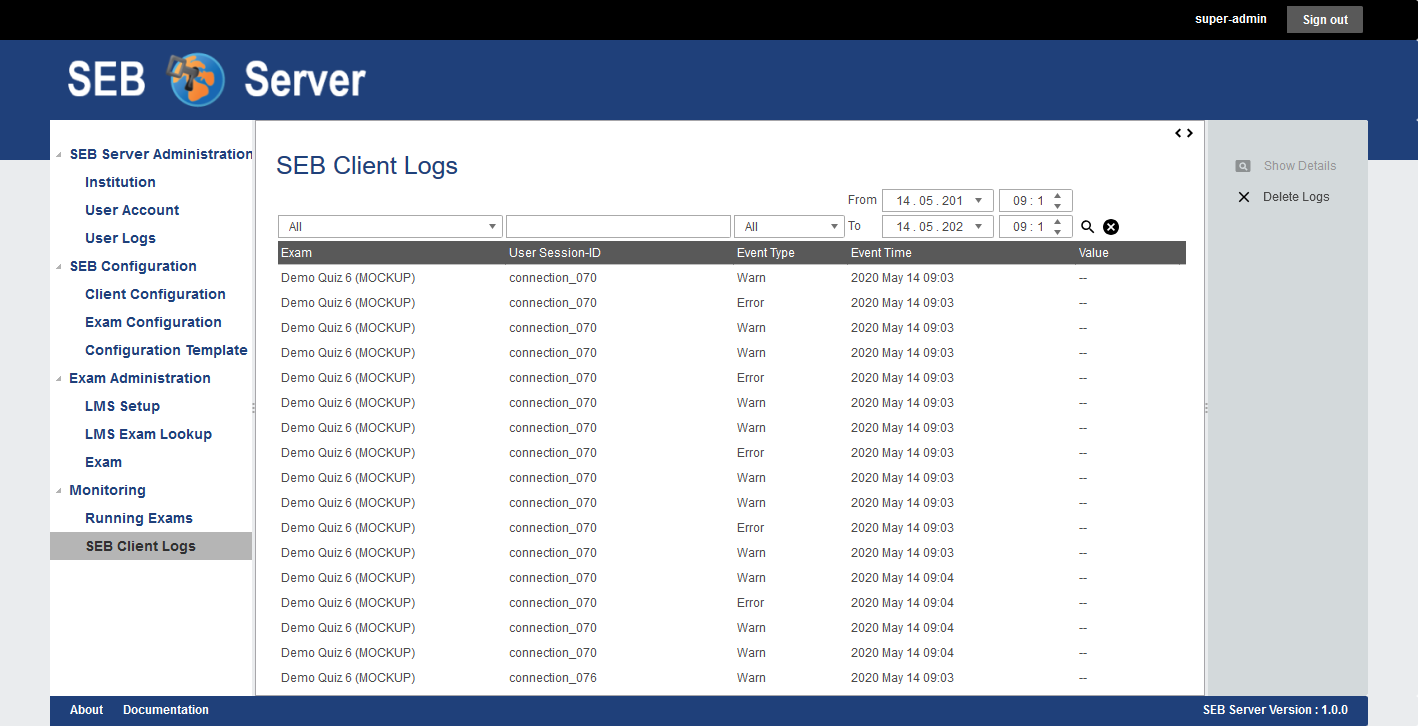 super-admin Sign out
SEB Server
SEB Server Administration
Institution
User Account
User Logs
SEB Configuration
Client Configuration
Exam Configuration
Configuration Template
Exam Administration
LMS Setup
LMS Exam Lookup
Exam
Monitoring
Running Exams
SEB Client Logs
SEB Client Logs
From 14 . 05 . 201 09 : 1
All All To 14 . 05 . 202 09 : 1
Exam User Session-ID Event Type Event Time Value
Demo Quiz 6 (MOCKUP) connection_070 Warn 2020 May 14 09:03 --
Demo Quiz 6 (MOCKUP) connection_070 Error 2020 May 14 09:03 --
Demo Quiz 6 (MOCKUP) connection_070 Warn 2020 May 14 09:03 --
Demo Quiz 6 (MOCKUP) connection_070 Warn 2020 May 14 09:03 --
Demo Quiz 6 (MOCKUP) connection_070 Error 2020 May 14 09:03 --
Demo Quiz 6 (MOCKUP) connection_070 Warn 2020 May 14 09:03 --
Demo Quiz 6 (MOCKUP) connection_070 Warn 2020 May 14 09:03 --
Demo Quiz 6 (MOCKUP) connection_070 Error 2020 May 14 09:03 --
Demo Quiz 6 (MOCKUP) connection_070 Warn 2020 May 14 09:03 --
Demo Quiz 6 (MOCKUP) connection_070 Warn 2020 May 14 09:03 --
Demo Quiz 6 (MOCKUP) connection_070 Error 2020 May 14 09:03 --
Demo Quiz 6 (MOCKUP) connection_070 Warn 2020 May 14 09:03 --
Demo Quiz 6 (MOCKUP) connection_070 Warn 2020 May 14 09:04 --
Demo Quiz 6 (MOCKUP) connection_070 Error 2020 May 14 09:04 --
Demo Quiz 6 (MOCKUP) connection_070 Warn 2020 May 14 09:04 --
Demo Quiz 6 (MOCKUP) connection_070 Warn 2020 May 14 09:04 --
Demo Quiz 6 (MOCKUP) connection_076 Warn 2020 May 14 09:03 --
Show Details
Delete Logs
About Documentation SEB Server Version : 1.0.0